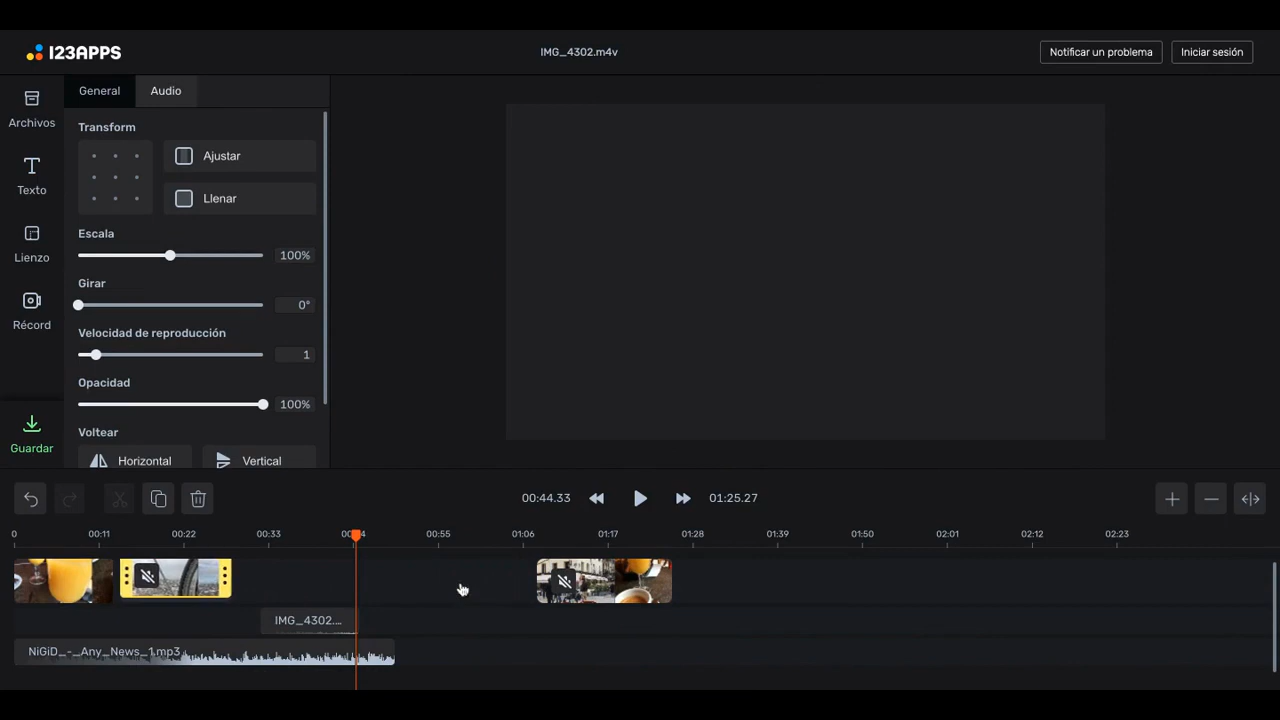 123APPS
IMG_4302.m4v
Notificar un problema
Iniciar sesión
Archivos
Texto
Lienzo
Récord
Guardar
General
Audio
Transform
Ajustar
Llenar
Escala
100%
Girar
0°
Velocidad de reproducción
1
Opacidad
100%
Voltear
Horizontal
Vertical
00:44.33
01:25.27
0
00:11
00:22
00:33
00:55
01:06
01:17
01:28
01:39
01:50
02:01
02:12
02:23
IMG_4302....
NiGiD_-_Any_News_1.mp3